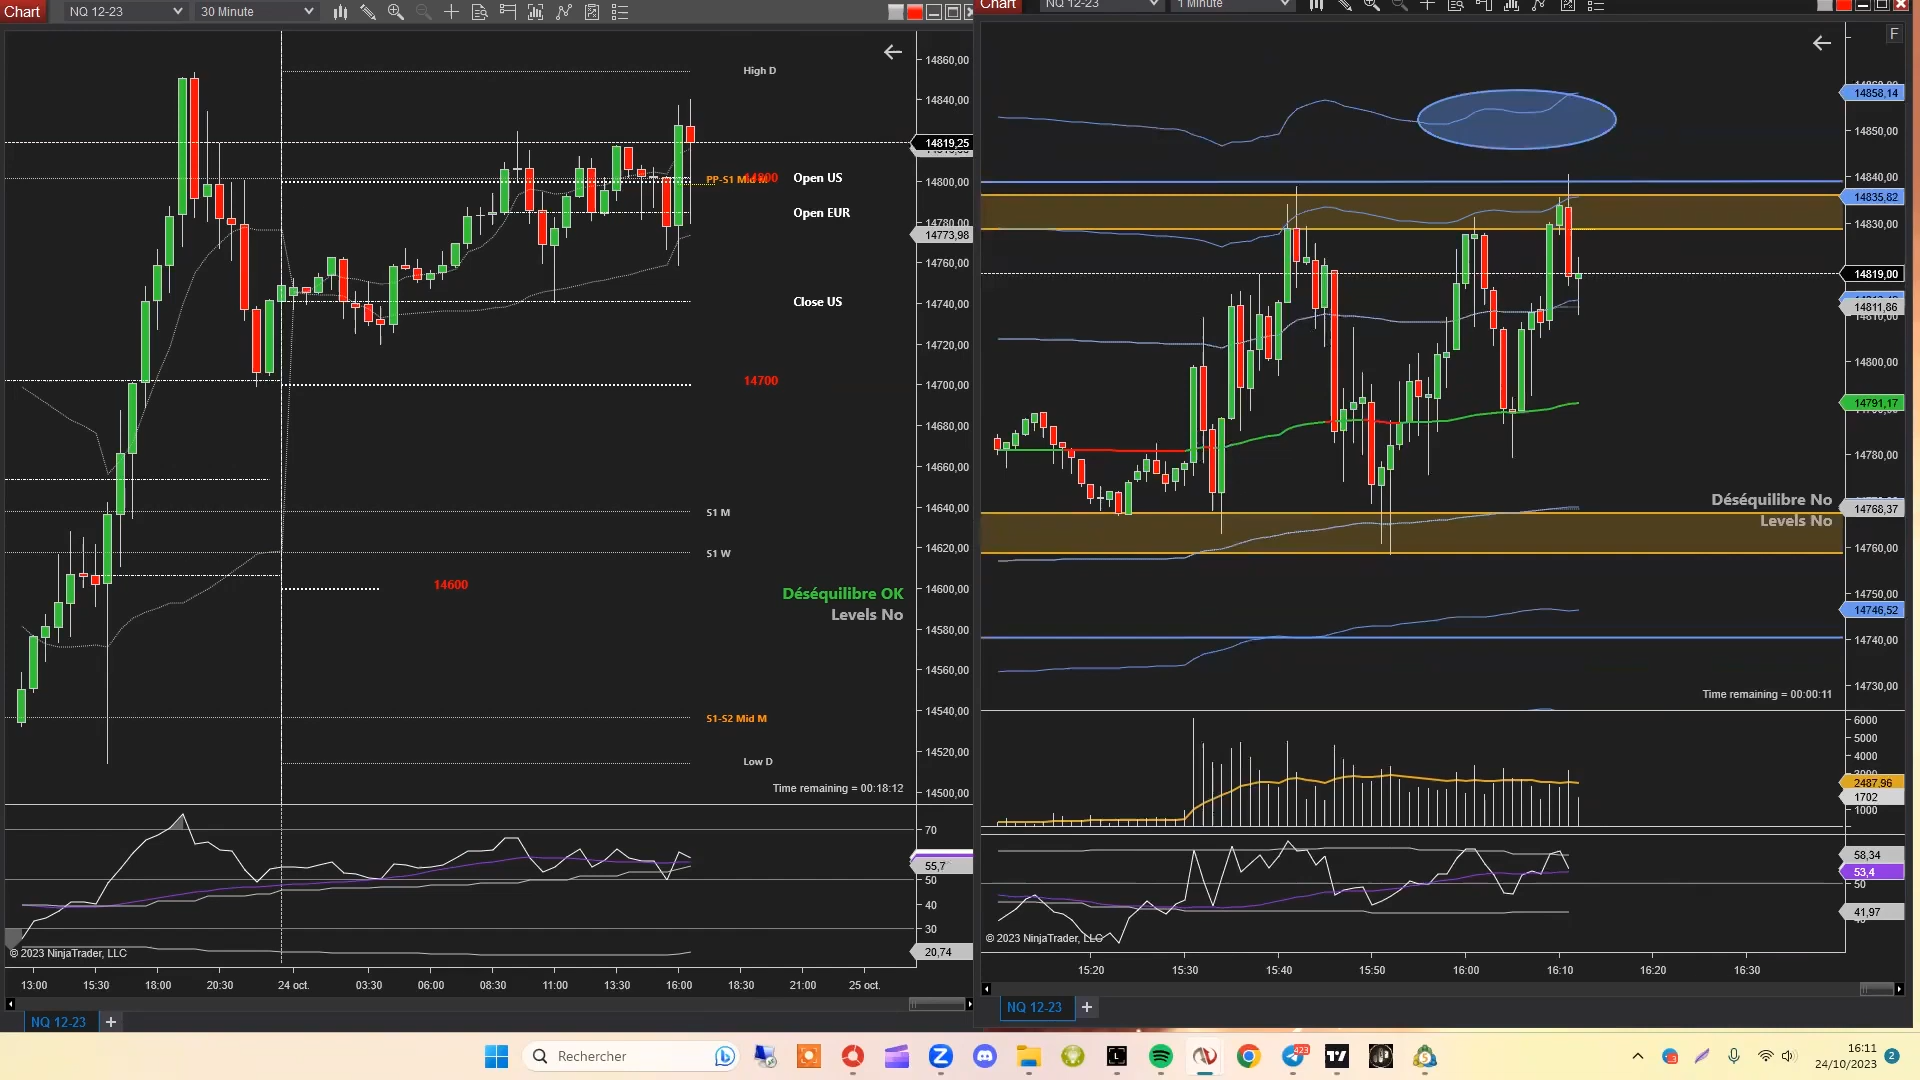 Chart
NQ 12-23
30 Minute
Chart
NQ 12-23
1 Minute
F
14860,00
14840,00
14819,25
14800,00
14780,00
14773,98
14760,00
14740,00
14720,00
14700,00
14680,00
14660,00
14640,00
14620,00
14600,00
14580,00
14560,00
14540,00
14520,00
14500,00
High D
PP-S1 Mid M
14800
Open US
Open EUR
Close US
14700
S1 M
S1 W
14600
Déséquilibre OK
Levels No
S1-S2 Mid M
Low D
Time remaining = 00:18:12
70
55,7
50
40
30
20,74
© 2023 NinjaTrader, LLC
13:00
15:30
18:00
20:30
24 oct.
03:30
06:00
08:30
11:00
13:30
16:00
18:30
21:00
25 oct.
NQ 12-23
+
14858,14
14850,00
14840,00
14835,82
14830,00
14819,00
14811,86
14810,00
14800,00
14791,17
14780,00
14768,37
14760,00
14750,00
14746,52
14740,00
14730,00
Déséquilibre No
Levels No
Time remaining = 00:00:11
6000
5000
4000
2487,96
1702
1000
58,34
53,4
50
41,97
© 2023 NinjaTrader, LLC
15:20
15:30
15:40
15:50
16:00
16:10
16:20
16:30
NQ 12-23
+
Rechercher
423
16:11
24/10/2023
2